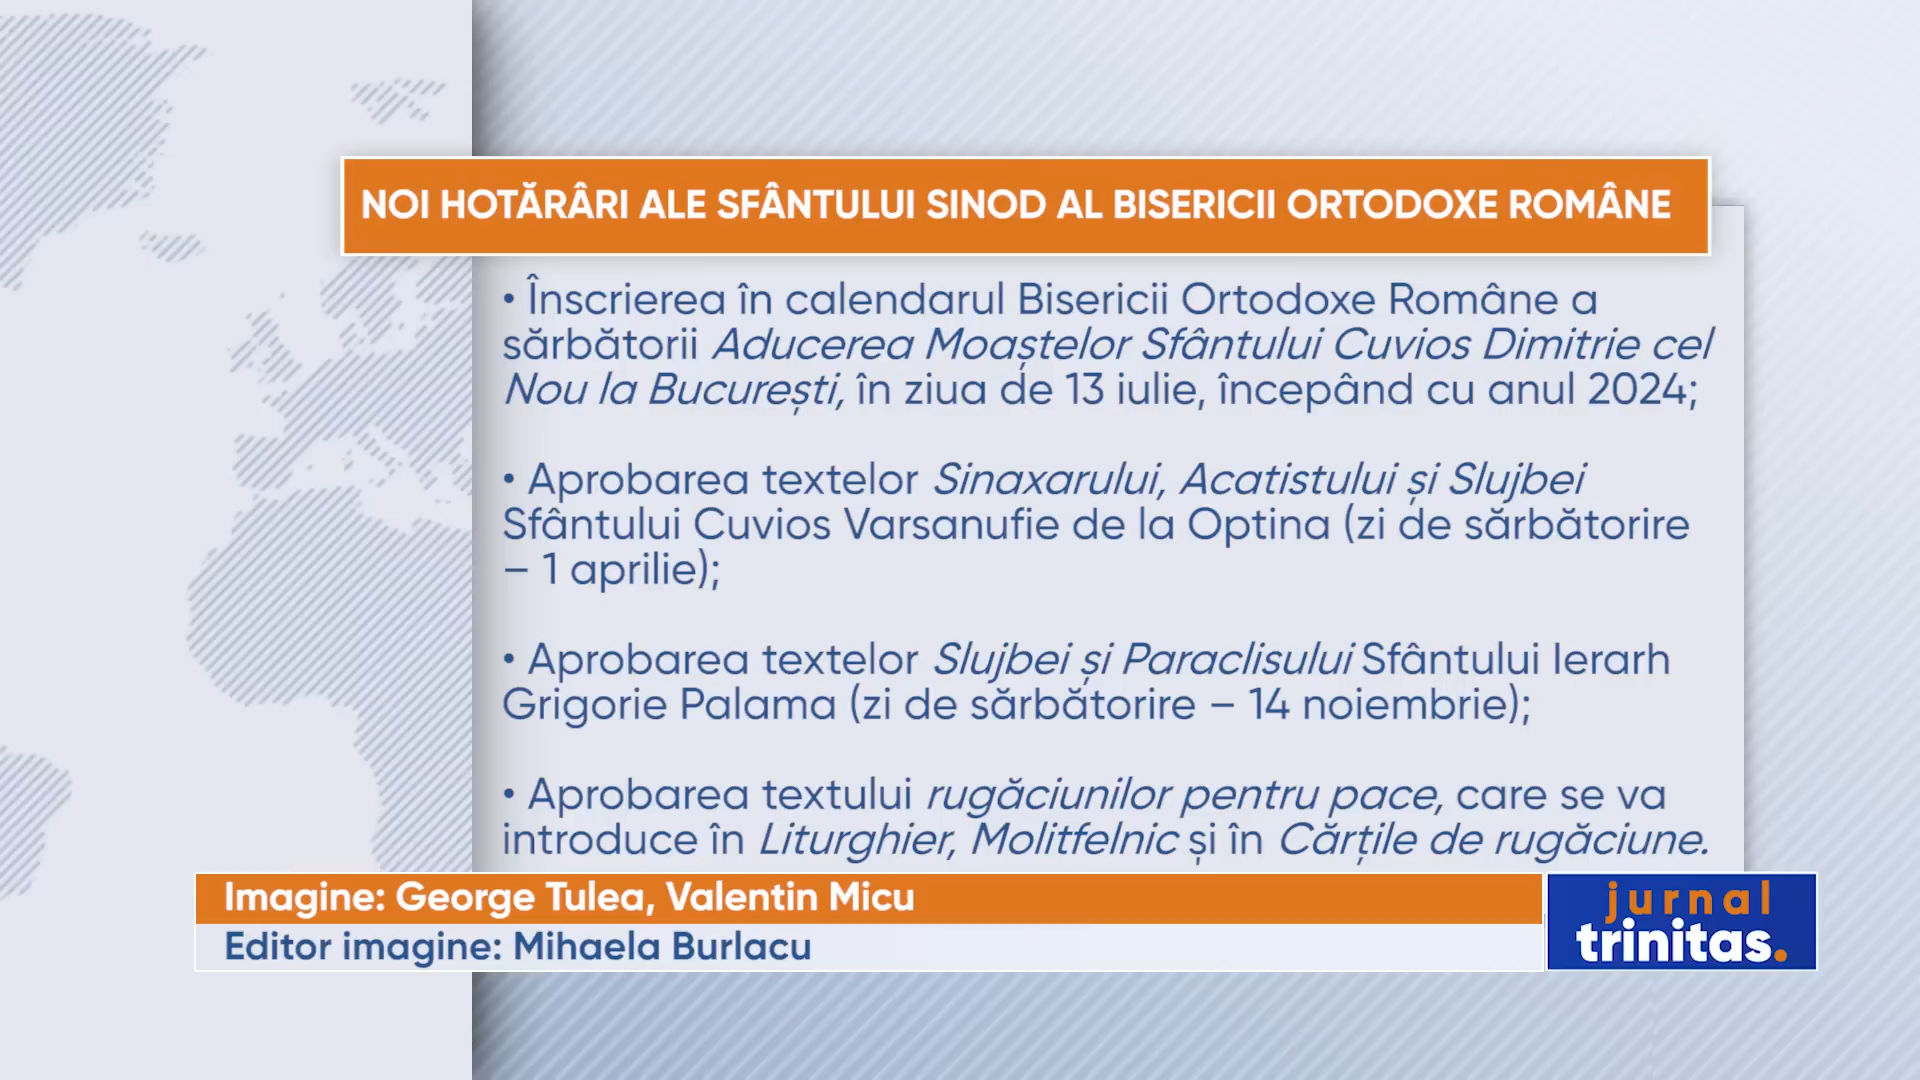 NOI HOTĂRÂRI ALE SFÂNTULUI SINOD AL BISERICII ORTODOXE ROMÂNE
• Înscrierea în calendarul Bisericii Ortodoxe Române a
sărbătorii Aducerea Moaștelor Sfântului Cuvios Dimitrie cel
Nou la București, în ziua de 13 iulie, începând cu anul 2024;
• Aprobarea textelor Sinaxarului, Acatistului și Slujbei
Sfântului Cuvios Varsanufie de la Optina (zi de sărbătorire
– 1 aprilie);
• Aprobarea textelor Slujbei și Paraclisului Sfântului Ierarh
Grigorie Palama (zi de sărbătorire – 14 noiembrie);
• Aprobarea textului rugăciunilor pentru pace, care se va
introduce în Liturghier, Molitfelnic și în Cărțile de rugăciune.
Imagine: George Tulea, Valentin Micu
Editor imagine: Mihaela Burlacu
jurnal
trinitas.